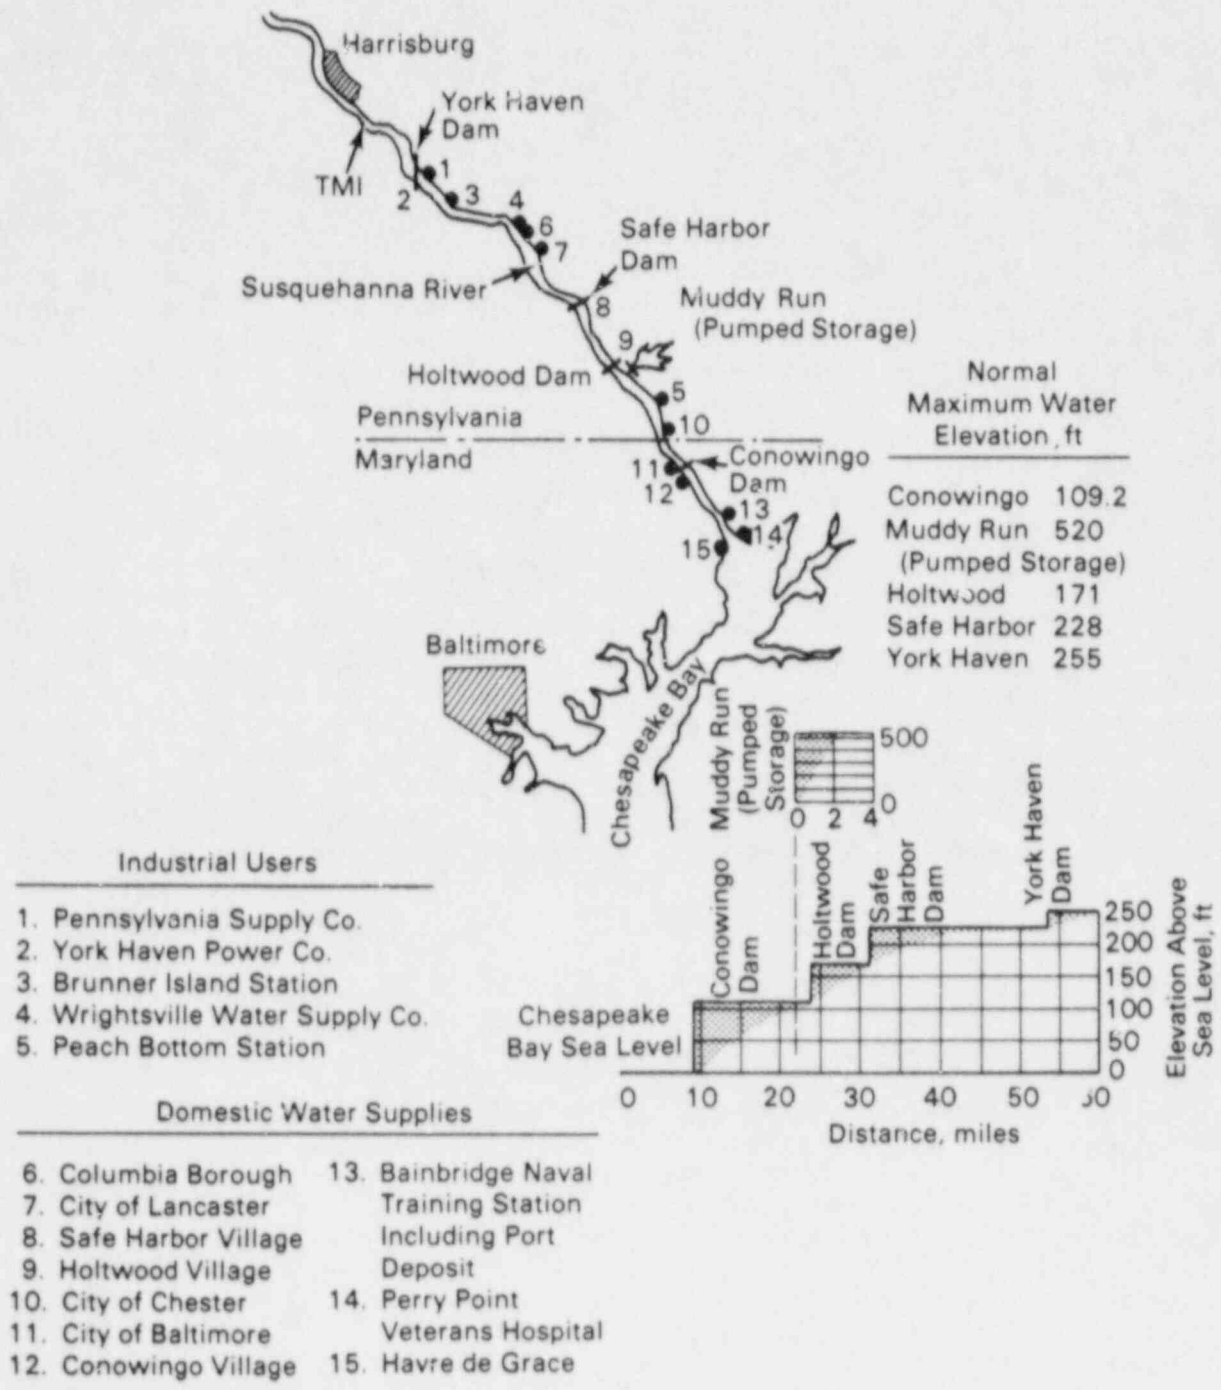 Harrisburg
York Haven
Dam
TMI
1
2
3
4
6
7
Safe Harbor
Dam
Susquehanna River
8
Muddy Run
(Pumped Storage)
9
Holtwood Dam
5
Pennsylvania
10
Maryland
11
Conowingo
Dam
12
13
14
15
Normal
Maximum Water
Elevation, ft
Conowingo 109.2
Muddy Run 520
(Pumped Storage)
Holtwood 171
Safe Harbor 228
York Haven 255
Baltimore
Chesapeake Bay
Muddy Run
(Pumped
Storage)
500
0
0 2 4
Conowingo
Dam
Holtwood
Dam
Safe
Harbor
Dam
York Haven
Dam
250
200
150
100
50
0
Elevation Above
Sea Level, ft
Chesapeake
Bay Sea Level
0 10 20 30 40 50
Distance, miles
Industrial Users
1. Pennsylvania Supply Co.
2. York Haven Power Co.
3. Brunner Island Station
4. Wrightsville Water Supply Co.
5. Peach Bottom Station
Domestic Water Supplies
6. Columbia Borough
7. City of Lancaster
8. Safe Harbor Village
9. Holtwood Village
10. City of Chester
11. City of Baltimore
12. Conowingo Village
13. Bainbridge Naval
Training Station
Including Port
Deposit
14. Perry Point
Veterans Hospital
15. Havre de Grace